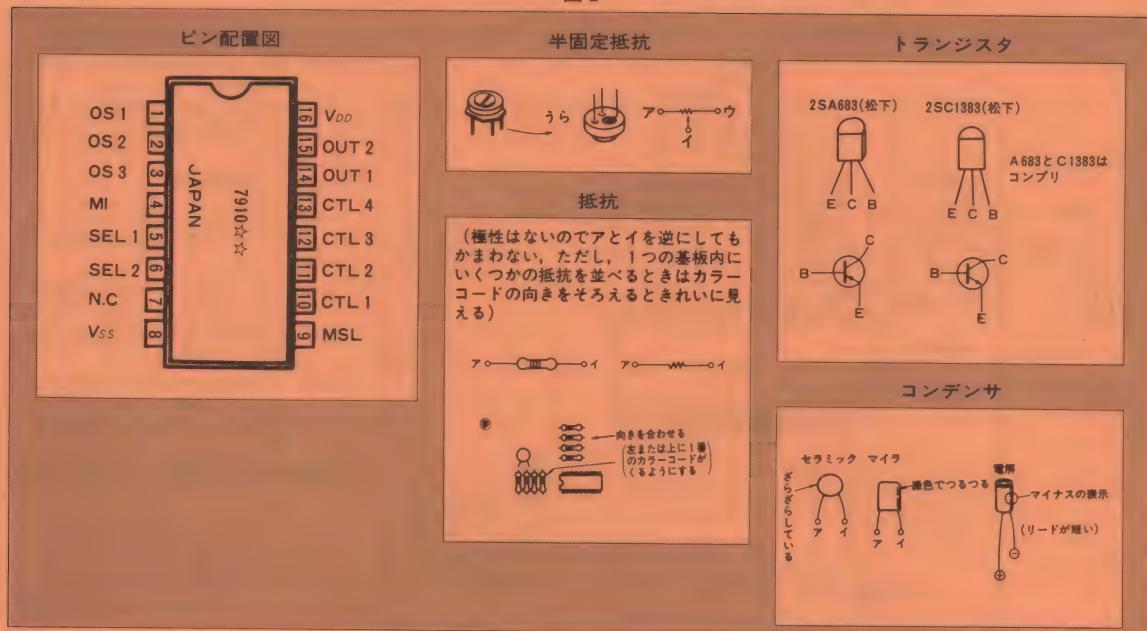 ピン配置図
OS 1
OS 2
OS 3
MI
SEL 1
SEL 2
N.C
VSS
1
2
3
4
5
6
7
8
JAPAN
7910☆☆
16
15
14
13
12
11
10
9
VDD
OUT 2
OUT 1
CTL 4
CTL 3
CTL 2
CTL 1
MSL
半固定抵抗
うら
ア
ウ
イ
抵抗
(極性はないのでアとイを逆にしても
かまわない,ただし,1つの基板内に
いくつかの抵抗を並べるときはカラー
コードの向きをそろえるときれいに見
える)
ア イ ア イ
向きを合わせる
(左または上に1番
のカラーコードが
くるようにする)
トランジスタ
2SA683(松下) 2SC1383(松下)
A683とC1383は
コンプリ
E C B E C B
B C E
B C E
コンデンサ
セラミック マイラ 電解
ざらざらしている
緑色でつるつる
マイナスの表示
(リードが短い)
ア イ ア イ
⊖
⊕